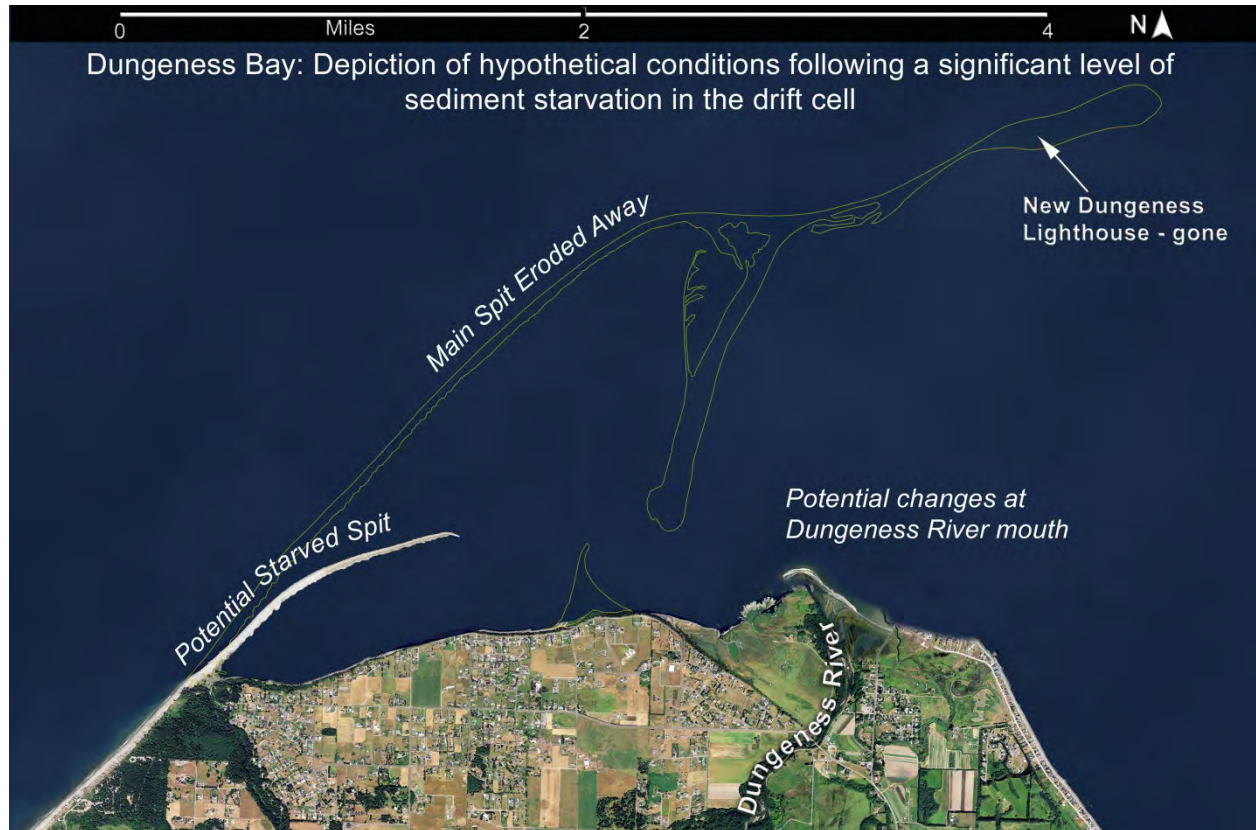 0 Miles 2 4 N
Dungeness Bay: Depiction of hypothetical conditions following a significant level of
sediment starvation in the drift cell
Main Spit Eroded Away
New Dungeness
Lighthouse - gone
Potential Starved Spit
Potential changes at
Dungeness River mouth
Dungeness River